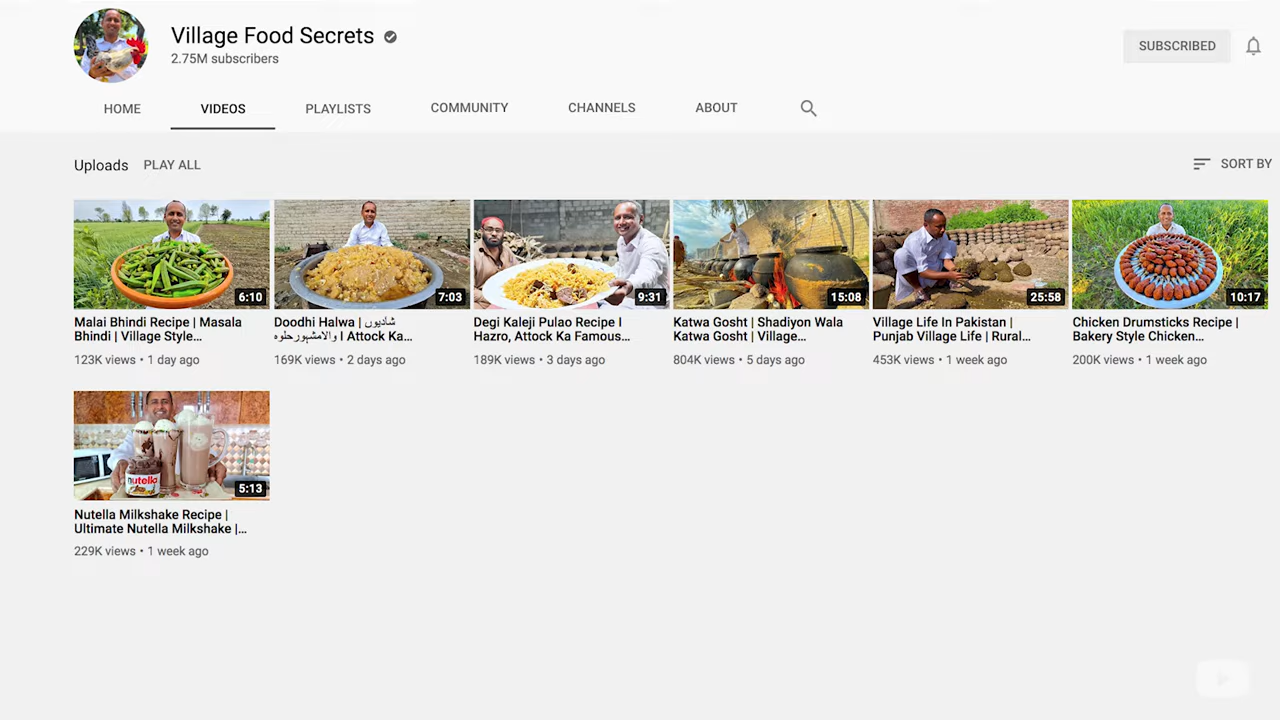 Village Food Secrets
2.75M subscribers
SUBSCRIBED
HOME VIDEOS PLAYLISTS COMMUNITY CHANNELS ABOUT
Uploads PLAY ALL
SORT BY
6:10
7:03
9:31
15:08
25:58
10:17
Malai Bhindi Recipe | Masala
Bhindi | Village Style...
123K views • 1 day ago
Doodhi Halwa | شادیوں
والامشہورحلوہ I Attock Ka...
169K views • 2 days ago
Degi Kaleji Pulao Recipe I
Hazro, Attock Ka Famous...
189K views • 3 days ago
Katwa Gosht | Shadiyon Wala
Katwa Gosht | Village...
804K views • 5 days ago
Village Life In Pakistan |
Punjab Village Life | Rural...
453K views • 1 week ago
Chicken Drumsticks Recipe |
Bakery Style Chicken...
200K views • 1 week ago
nutella
5:13
Nutella Milkshake Recipe |
Ultimate Nutella Milkshake |...
229K views • 1 week ago